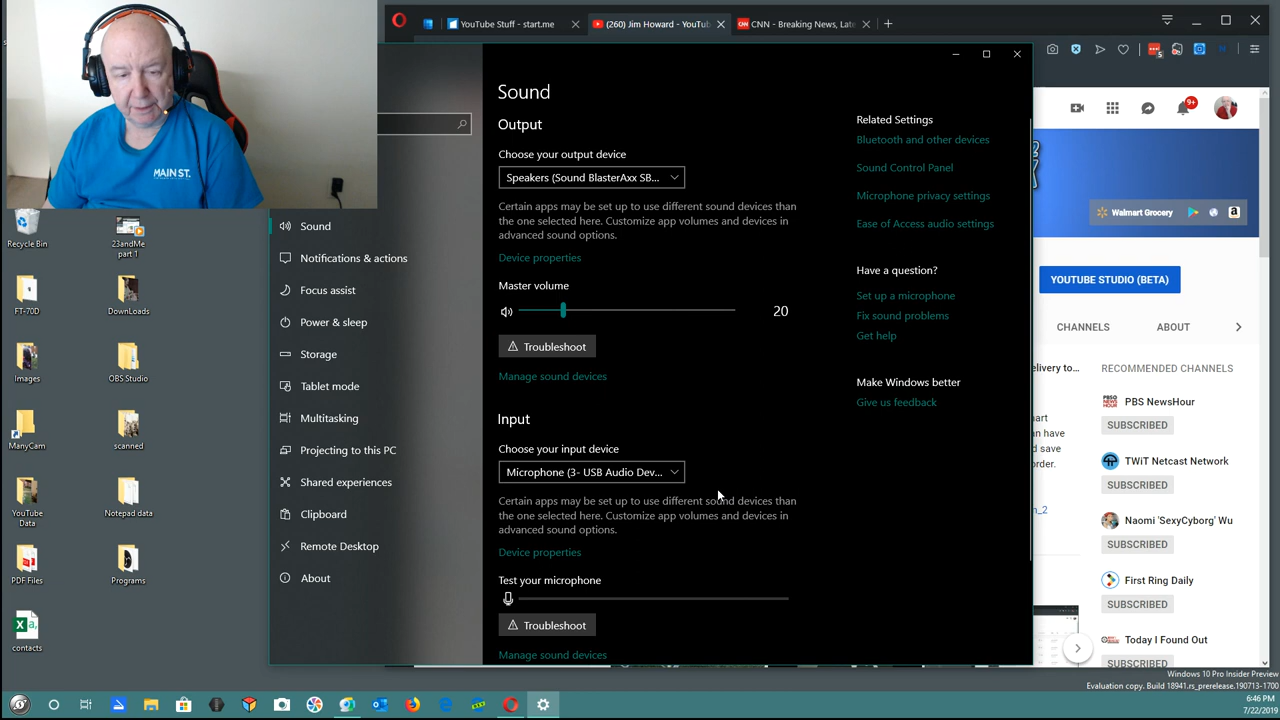 YouTube Stuff - start.me
(260) Jim Howard - YouTu
CNN - Breaking News, Late
MAIN ST.
Sound
Output
Choose your output device
Speakers (Sound BlasterAxx SB...
Certain apps may be set up to use different sound devices than
the one selected here. Customize app volumes and devices in
advanced sound options.
Device properties
Master volume
20
Troubleshoot
Manage sound devices
Input
Choose your input device
Microphone (3- USB Audio Dev...
Certain apps may be set up to use different sound devices than
the one selected here. Customize app volumes and devices in
advanced sound options.
Device properties
Test your microphone
Troubleshoot
Manage sound devices
Related Settings
Bluetooth and other devices
Sound Control Panel
Microphone privacy settings
Ease of Access audio settings
Have a question?
Set up a microphone
Fix sound problems
Get help
Make Windows better
Give us feedback
Sound
Notifications & actions
Focus assist
Power & sleep
Storage
Tablet mode
Multitasking
Projecting to this PC
Shared experiences
Clipboard
Remote Desktop
About
Recycle Bin
23andMe
part 1
FT-70D
DownLoads
Images
OBS Studio
ManyCam
scanned
YouTube
Data
Notepad data
PDF Files
Programs
contacts
5
9+
Walmart Grocery
YOUTUBE STUDIO (BETA)
CHANNELS
ABOUT
RECOMMENDED CHANNELS
PBS NewsHour
SUBSCRIBED
TWiT Netcast Network
SUBSCRIBED
Naomi 'SexyCyborg' Wu
SUBSCRIBED
First Ring Daily
SUBSCRIBED
Today I Found Out
SUBSCRIBED
elivery to...
mart
an have
d save
order.
m_2
Windows 10 Pro Insider Preview
Evaluation copy. Build 18941.rs_prerelease.190713-1700
6:46 PM
7/22/2019